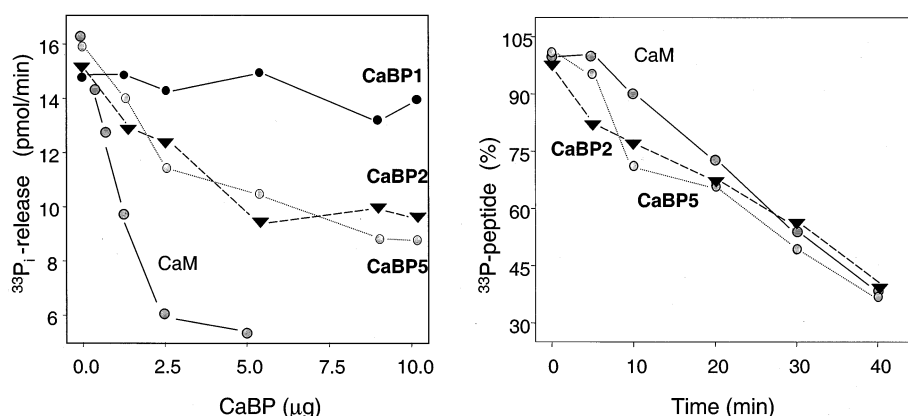 16
14
12
10
8
6
³³Pᵢ-release (pmol/min)
CaBP1
CaBP2
CaM
CaBP5
0.0 2.5 5.0 7.5 10.0
CaBP (µg)
105
90
75
60
45
30
³³P-peptide (%)
CaM
CaBP2
CaBP5
0 10 20 30 40
Time (min)